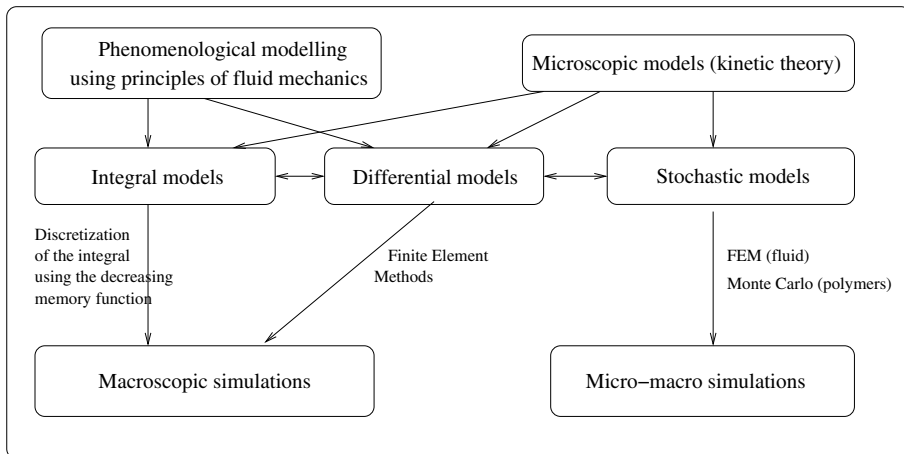 Phenomenological modelling
using principles of fluid mechanics
Microscopic models (kinetic theory)
Integral models
Differential models
Stochastic models
Discretization
of the integral
using the decreasing
memory function
Finite Element
Methods
FEM (fluid)
Monte Carlo (polymers)
Macroscopic simulations
Micro−macro simulations